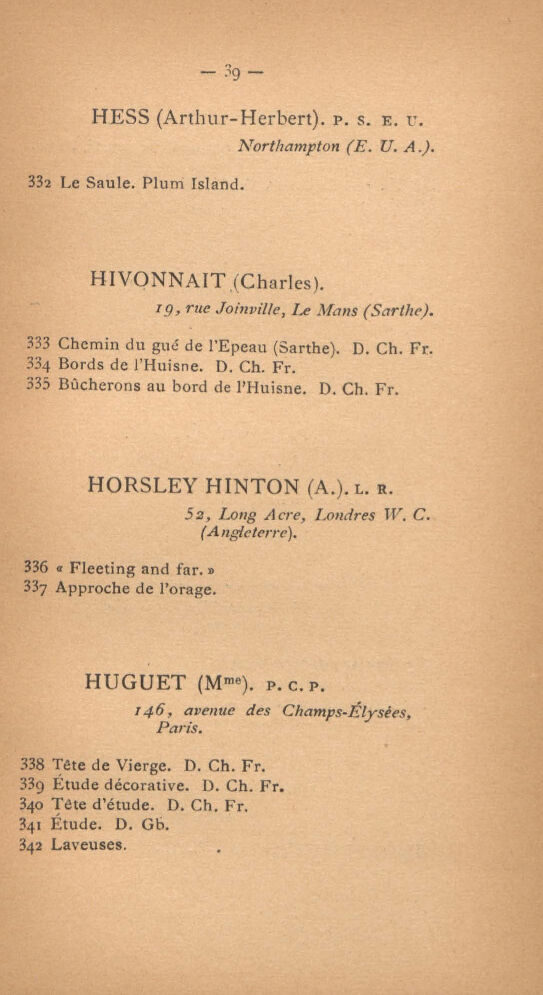 — 39 —
HESS (Arthur-Herbert). P. S. E. U.
Northampton (E. U. A.).
332 Le Saule. Plum Island.
HIVONNAIT (Charles).
19, rue Joinville, Le Mans (Sarthe).
333 Chemin du gué de l'Epeau (Sarthe). D. Ch. Fr.
334 Bords de l'Huisne. D. Ch. Fr.
335 Bûcherons au bord de l'Huisne. D. Ch. Fr.
HORSLEY HINTON (A.). L. R.
52, Long Acre, Londres W. C.
(Angleterre).
336 « Fleeting and far. »
337 Approche de l'orage.
HUGUET (Mme). P. C. P.
146, avenue des Champs-Élysées,
Paris.
338 Tête de Vierge. D. Ch. Fr.
339 Étude décorative. D. Ch. Fr.
340 Tête d'étude. D. Ch. Fr.
341 Étude. D. Gb.
342 Laveuses.